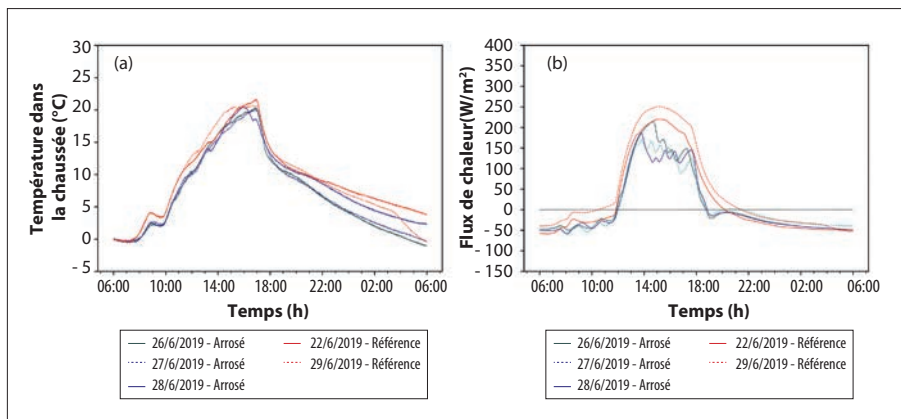 (a)
Température dans
la chaussée (°C)
30
25
20
15
10
5
0
- 5
06:00 10:00 14:00 18:00 22:00 02:00 06:00
Temps (h)
26/6/2019 - Arrosé 22/6/2019 - Référence
27/6/2019 - Arrosé 29/6/2019 - Référence
28/6/2019 - Arrosé
(b)
Flux de chaleur(W/m²)
400
350
300
250
200
150
100
50
0
- 50
- 100
- 150
06:00 10:00 14:00 18:00 22:00 02:00 06:00
Temps (h)
26/6/2019 - Arrosé 22/6/2019 - Référence
27/6/2019 - Arrosé 29/6/2019 - Référence
28/6/2019 - Arrosé